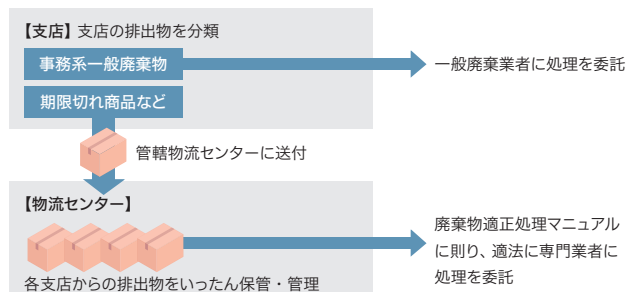 【支店】支店の排出物を分類
事務系一般廃棄物
一般廃棄業者に処理を委託
期限切れ商品など
管轄物流センターに送付
【物流センター】
各支店からの排出物をいったん保管・管理
廃棄物適正処理マニュアル
に則り、適法に専門業者に
処理を委託